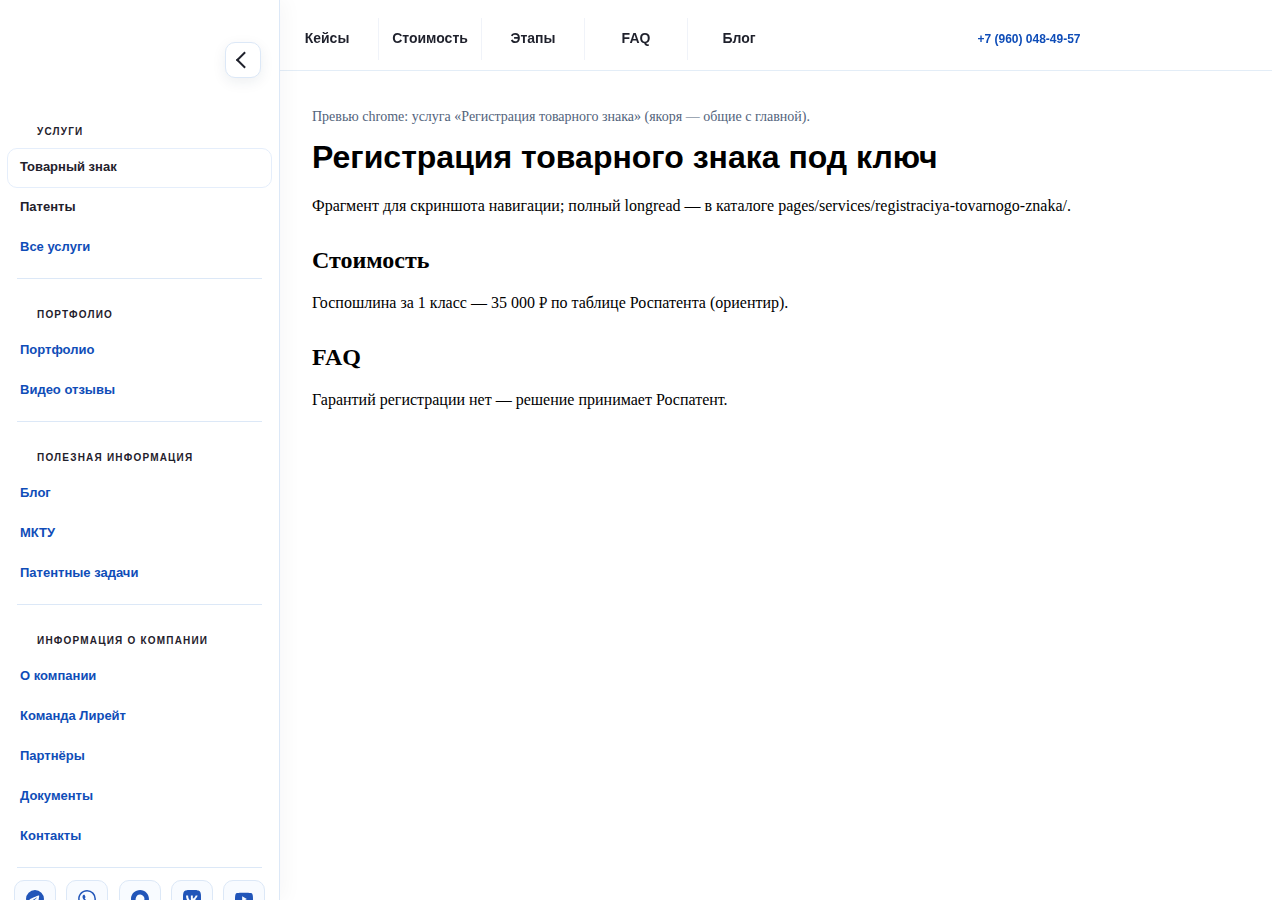 Кейсы
Стоимость
Этапы
FAQ
Блог
+7 (960) 048-49-57
УСЛУГИ
Товарный знак
Патенты
Все услуги
ПОРТФОЛИО
Портфолио
Видео отзывы
ПОЛЕЗНАЯ ИНФОРМАЦИЯ
Блог
МКТУ
Патентные задачи
ИНФОРМАЦИЯ О КОМПАНИИ
О компании
Команда Лирейт
Партнёры
Документы
Контакты
Превью chrome: услуга «Регистрация товарного знака» (якоря — общие с главной).
Регистрация товарного знака под ключ
Фрагмент для скриншота навигации; полный longread — в каталоге pages/services/registraciya-tovarnogo-znaka/.
Стоимость
Госпошлина за 1 класс — 35 000 ₽ по таблице Роспатента (ориентир).
FAQ
Гарантий регистрации нет — решение принимает Роспатент.